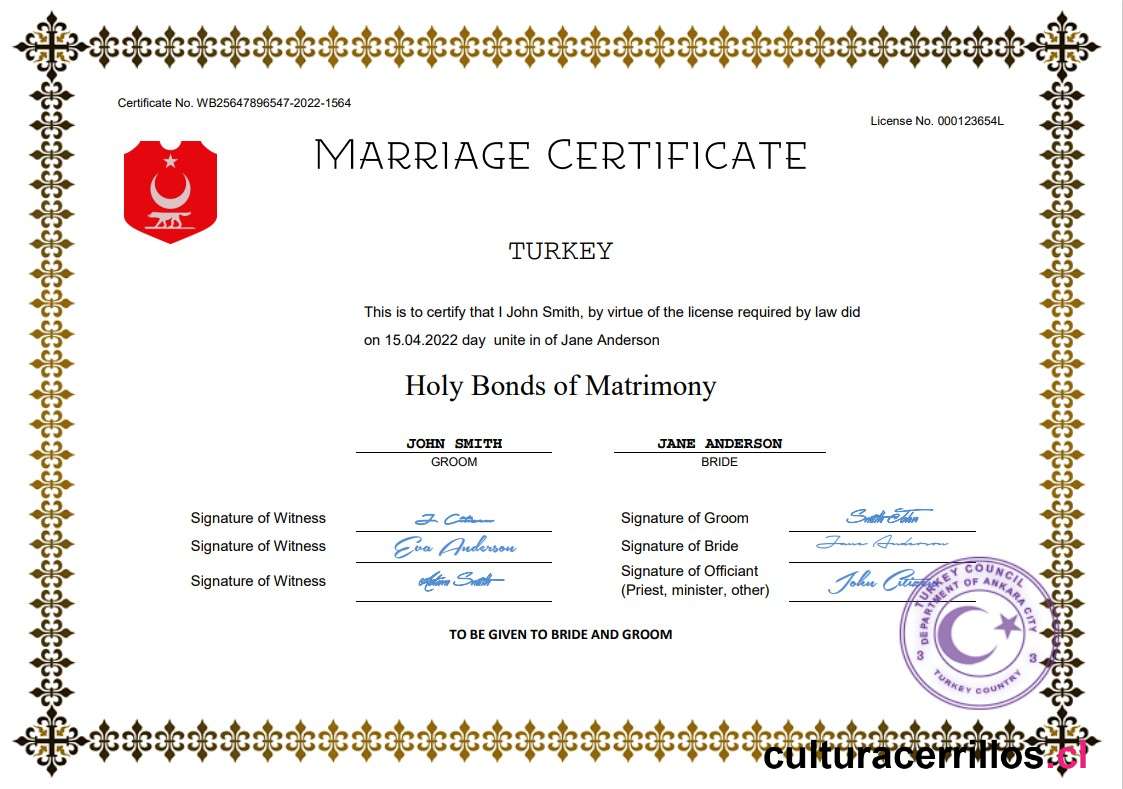 Certificate No. WB25647896547-2022-1564
License No. 000123654L
MARRIAGE CERTIFICATE
TURKEY
This is to certify that I John Smith, by virtue of the license required by law did
on 15.04.2022 day unite in of Jane Anderson
Holy Bonds of Matrimony
JOHN SMITH JANE ANDERSON
GROOM BRIDE
Signature of Witness Signature of Groom Smith John
Signature of Witness Eva Anderson Signature of Bride Jane Anderson
Signature of Witness Adam Smith Signature of Officiant
(Priest, minister, other) John
TO BE GIVEN TO BRIDE AND GROOM
TURKEY COUNCIL
DEPARTMENT OF ANKARA CITY
3 3
TURKEY COUNTRY
culturacerrillos.cl